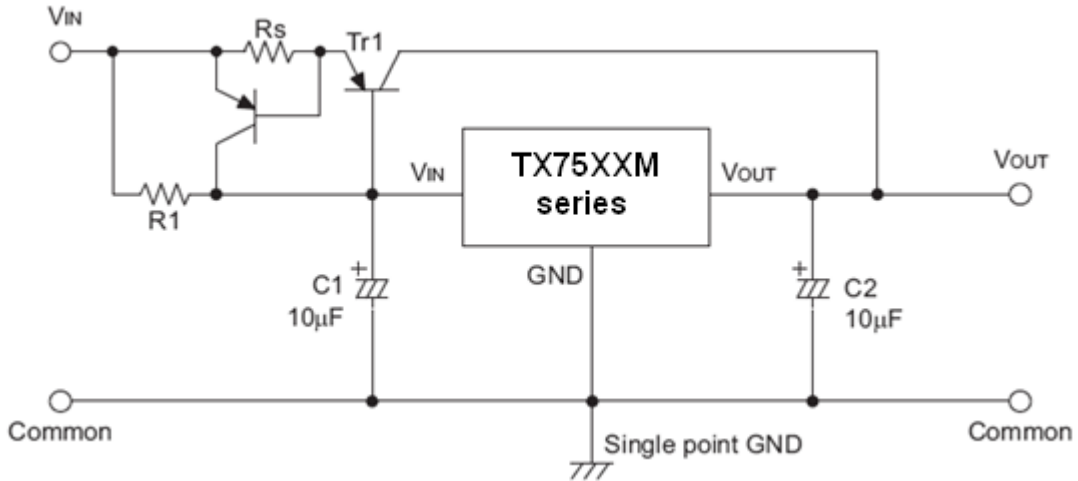 VIN
Rs
Tr1
R1
VIN
TX75XXM
series
VOUT
VOUT
GND
C1
10µF
C2
10µF
Common
Common
Single point GND